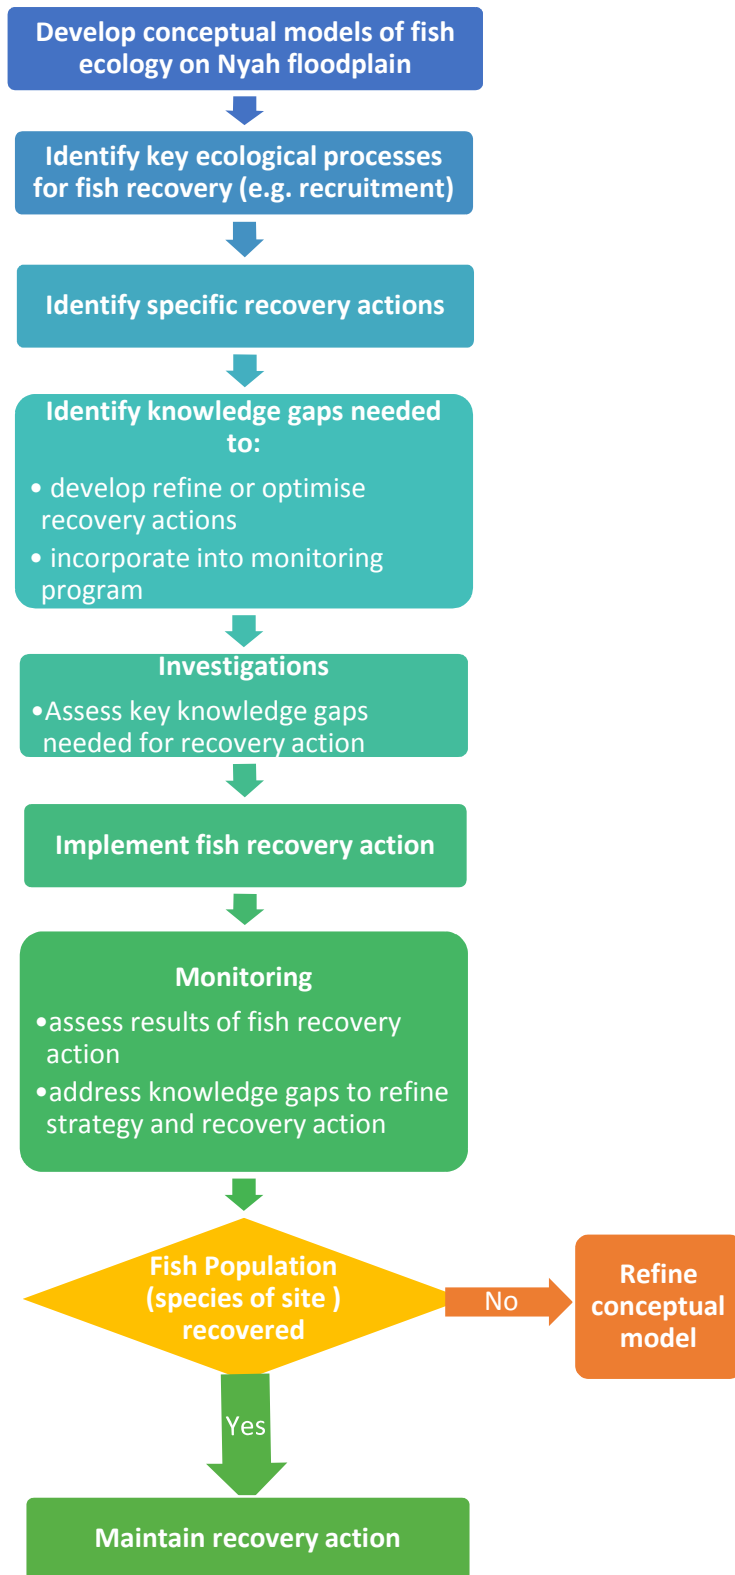 Develop conceptual models of fish
ecology on Nyah floodplain
Identify key ecological processes
for fish recovery (e.g. recruitment)
Identify specific recovery actions
Identify knowledge gaps needed
to:
• develop refine or optimise
recovery actions
• incorporate into monitoring
program
Investigations
•Assess key knowledge gaps
needed for recovery action
Implement fish recovery action
Monitoring
•assess results of fish recovery
action
•address knowledge gaps to refine
strategy and recovery action
Fish Population
(species of site )
recovered
No
Refine
conceptual
model
Yes
Maintain recovery action